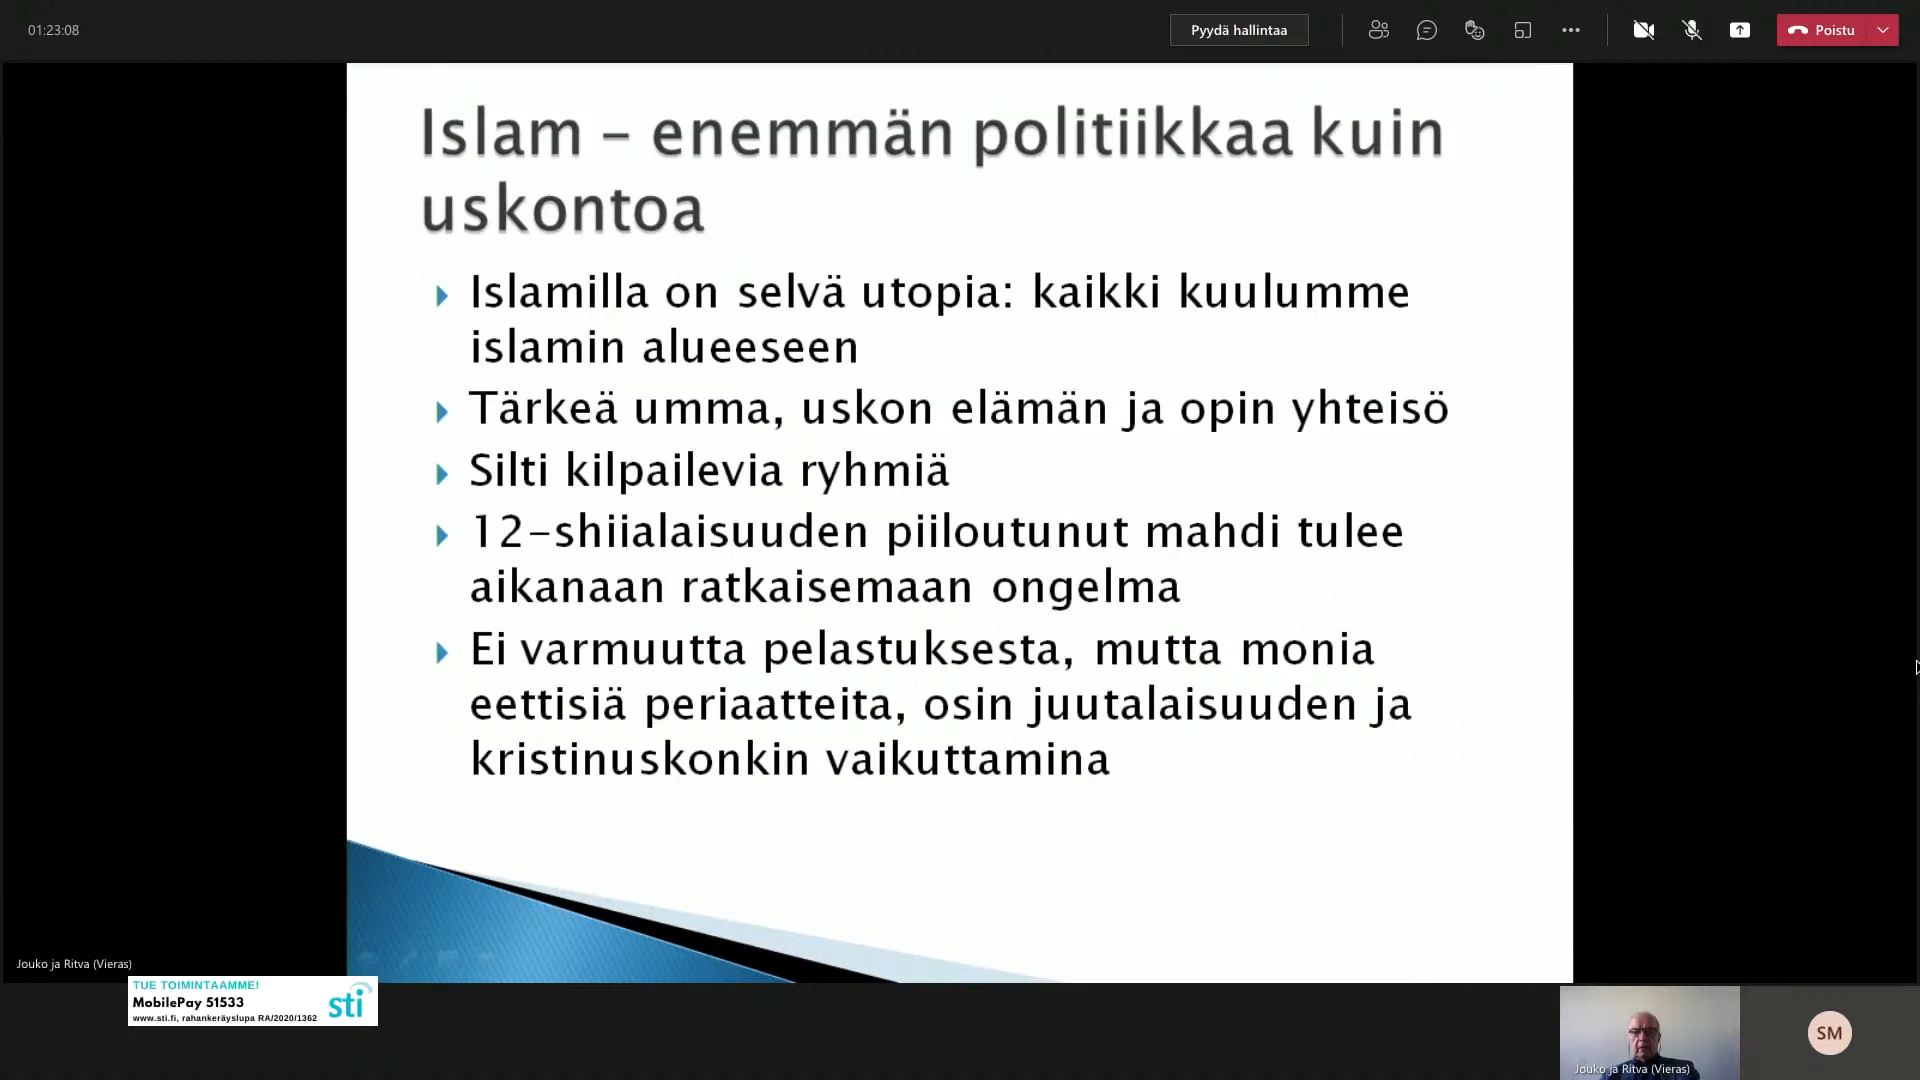 01:23:08
Pyydä hallintaa
Poistu
Islam – enemmän politiikkaa kuin
uskontoa
Islamilla on selvä utopia: kaikki kuulumme
islamin alueeseen
Tärkeä umma, uskon elämän ja opin yhteisö
Silti kilpailevia ryhmiä
12-shiialaisuuden piiloutunut mahdi tulee
aikanaan ratkaisemaan ongelma
Ei varmuutta pelastuksesta, mutta monia
eettisiä periaatteita, osin juutalaisuuden ja
kristinuskonkin vaikuttamina
Jouko ja Ritva (Vieras)
TUE TOIMINTAAMME!
MobilePay 51533
www.sti.fi, rahankeräyslupa RA/2020/1362
sti
Jouko ja Ritva (Vieras)
SM